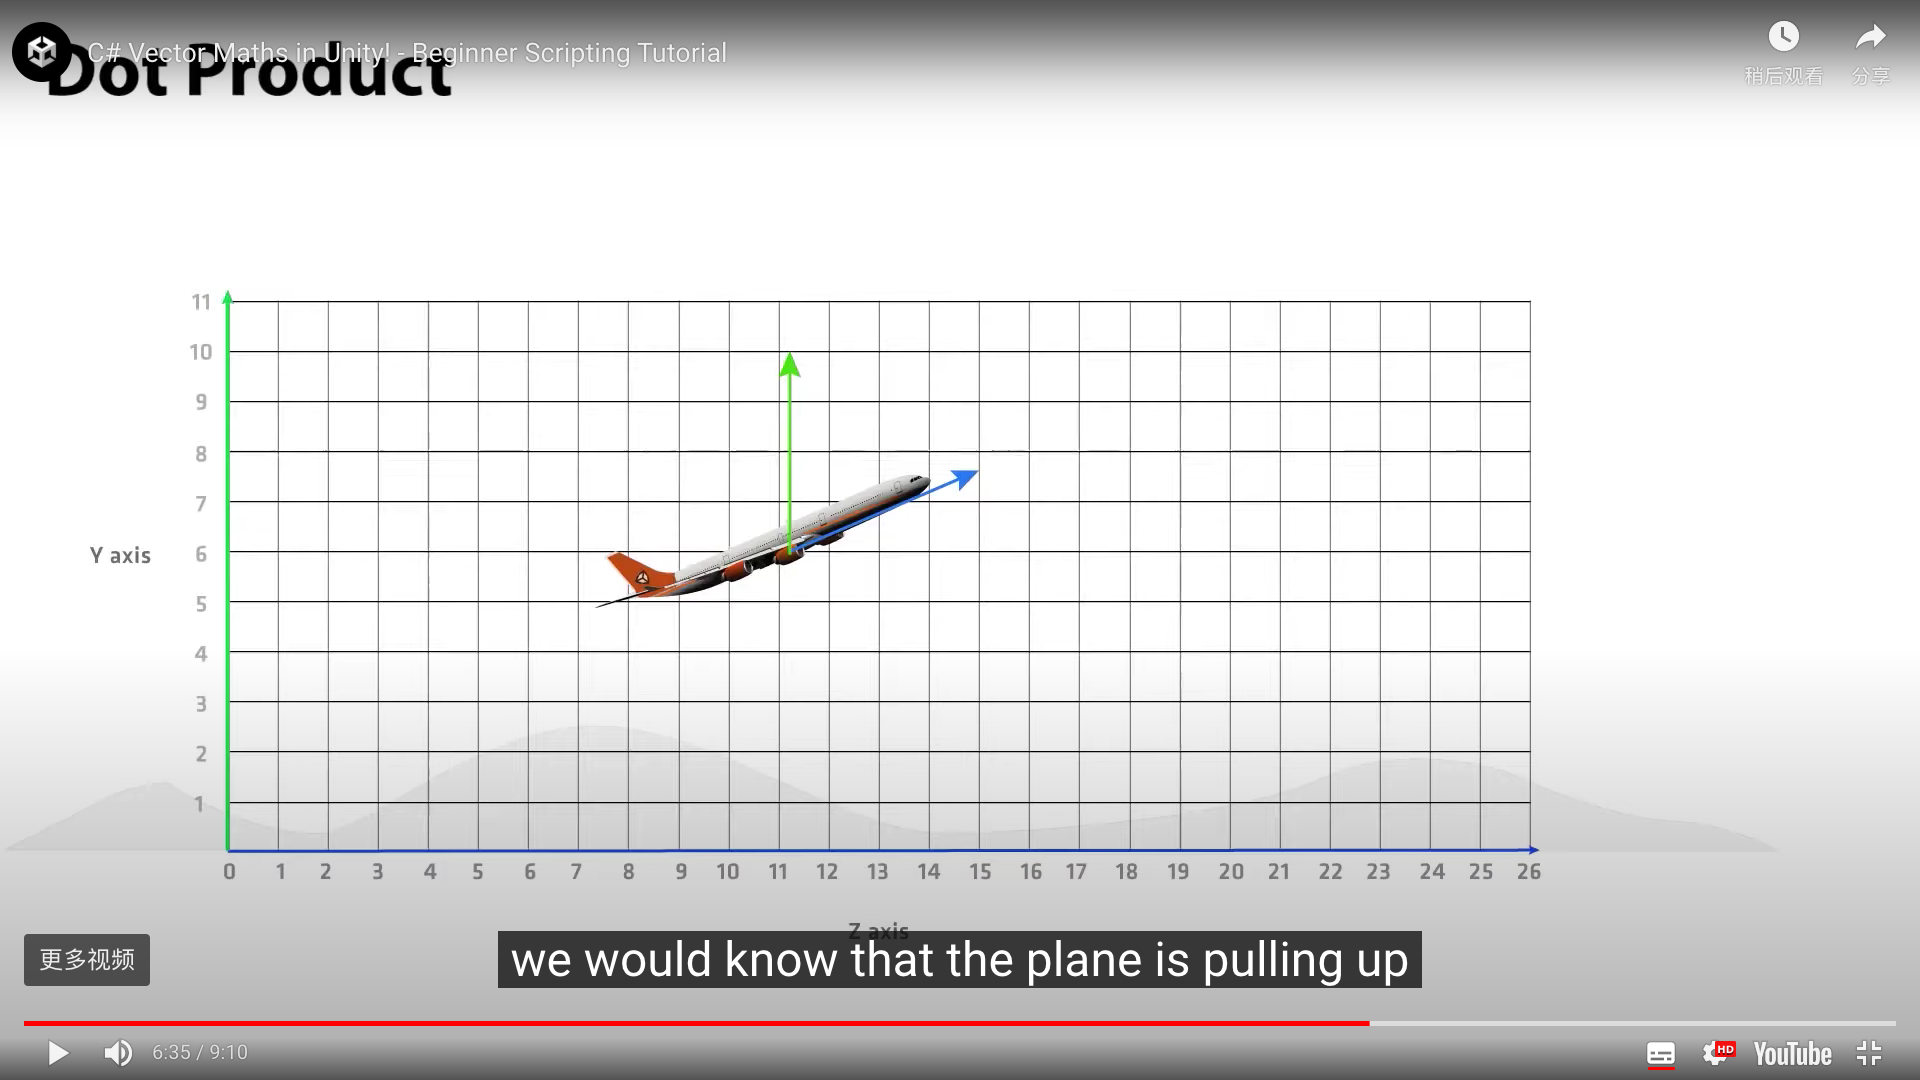 Dot Product
C# Vector Maths in Unity! - Beginner Scripting Tutorial
稍后观看
分享
11
10
9
8
7
Y axis
6
5
4
3
2
1
0 1 2 3 4 5 6 7 8 9 10 11 12 13 14 15 16 17 18 19 20 21 22 23 24 25 26
Z axis
we would know that the plane is pulling up
更多视频
6:35 / 9:10
HD
YouTube